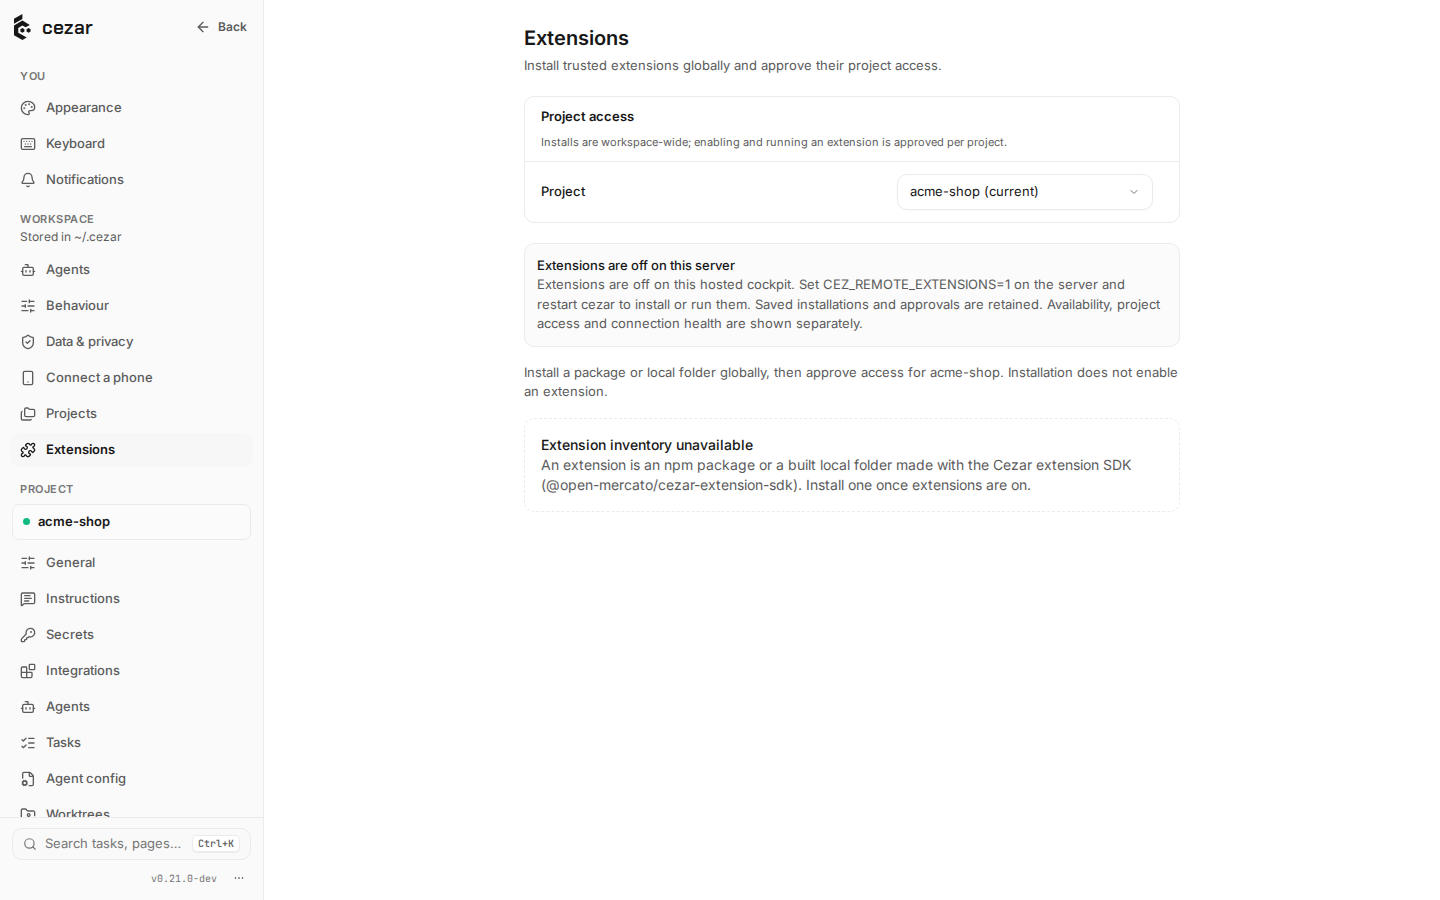 cezar
Back
YOU
Appearance
Keyboard
Notifications
WORKSPACE
Stored in ~/.cezar
Agents
Behaviour
Data & privacy
Connect a phone
Projects
Extensions
PROJECT
acme-shop
General
Instructions
Secrets
Integrations
Agents
Tasks
Agent config
Worktrees
Search tasks, pages...
Ctrl+K
v0.21.0-dev
Extensions
Install trusted extensions globally and approve their project access.
Project access
Installs are workspace-wide; enabling and running an extension is approved per project.
Project
acme-shop (current)
Extensions are off on this server
Extensions are off on this hosted cockpit. Set CEZ_REMOTE_EXTENSIONS=1 on the server and
restart cezar to install or run them. Saved installations and approvals are retained. Availability, project
access and connection health are shown separately.
Install a package or local folder globally, then approve access for acme-shop. Installation does not enable
an extension.
Extension inventory unavailable
An extension is an npm package or a built local folder made with the Cezar extension SDK
(@open-mercato/cezar-extension-sdk). Install one once extensions are on.